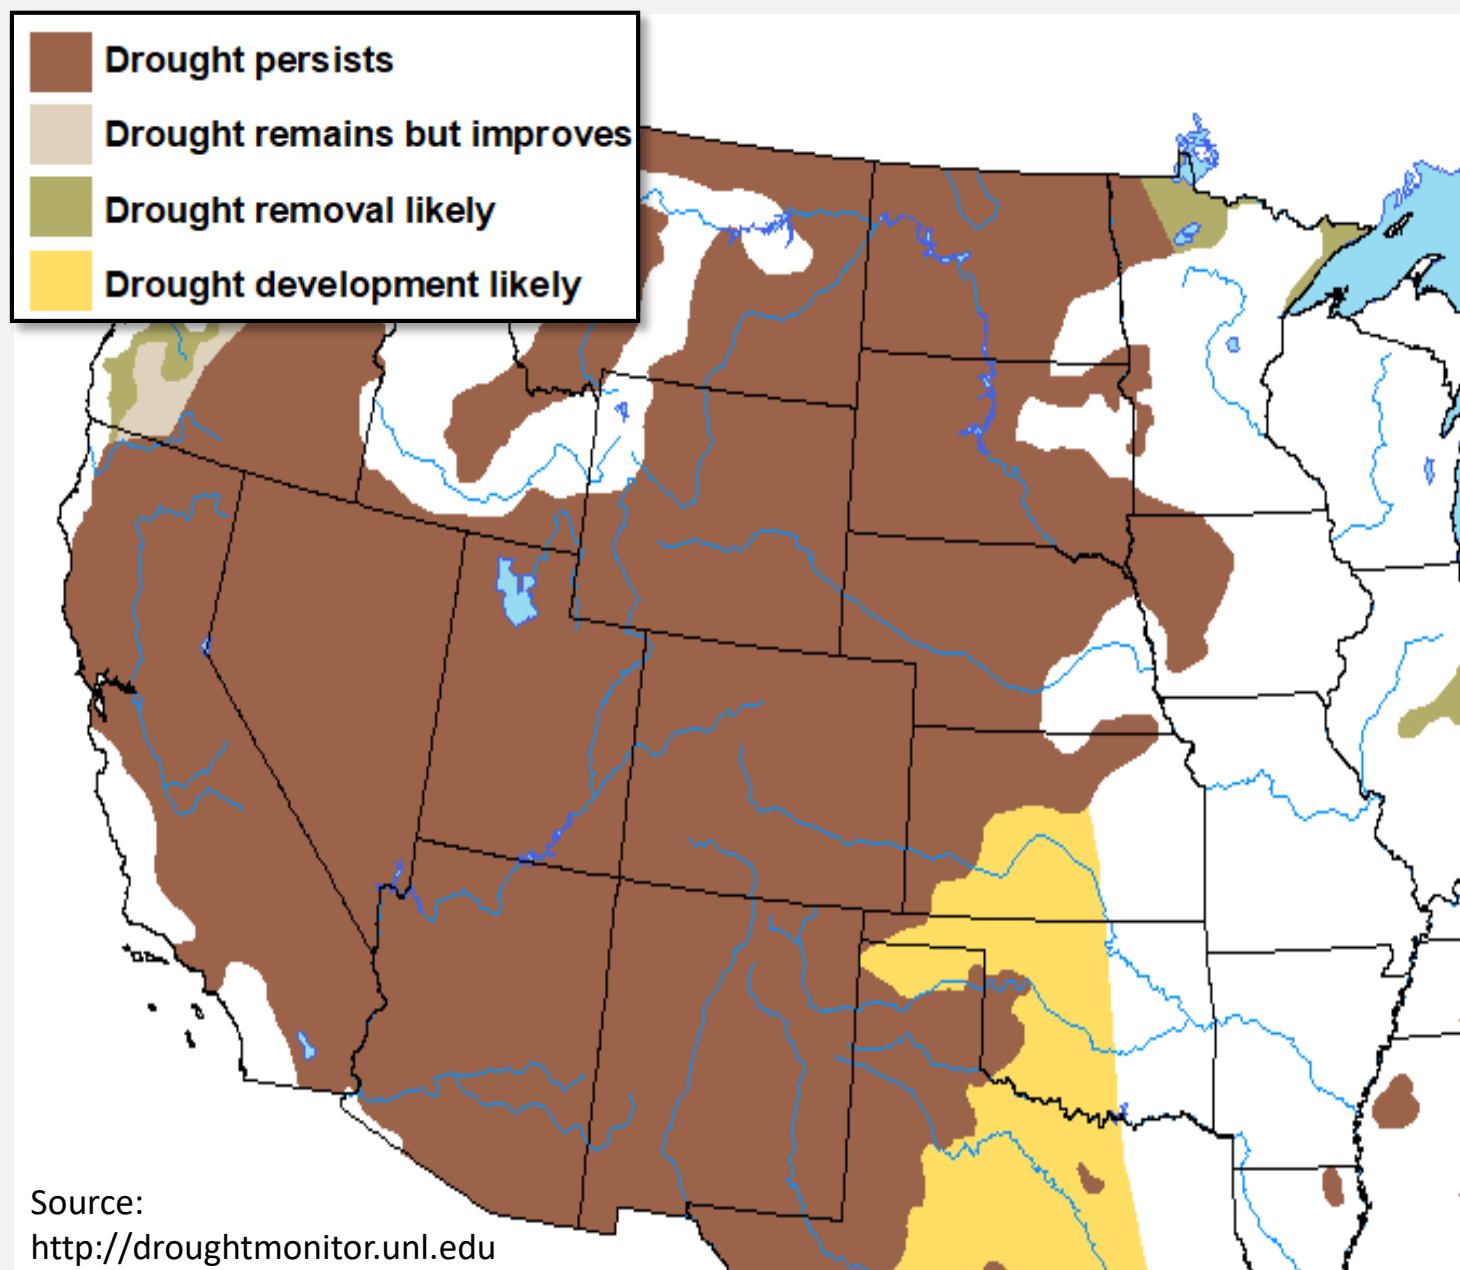 Drought persists
Drought remains but improves
Drought removal likely
Drought development likely
Source:
http://droughtmonitor.unl.edu